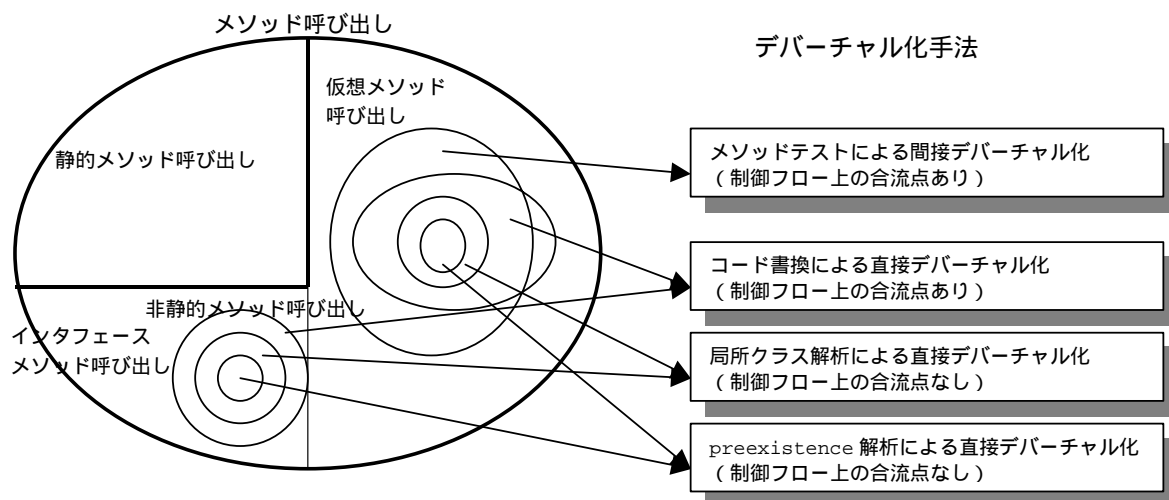 メソッド呼び出し
デバーチャル化手法
仮想メソッド
呼び出し
静的メソッド呼び出し
メソッドテストによる間接デバーチャル化
(制御フロー上の合流点あり)
コード書換による直接デバーチャル化
(制御フロー上の合流点あり)
非静的メソッド呼び出し
インタフェース
メソッド呼び出し
局所クラス解析による直接デバーチャル化
(制御フロー上の合流点なし)
preexistence 解析による直接デバーチャル化
(制御フロー上の合流点なし)